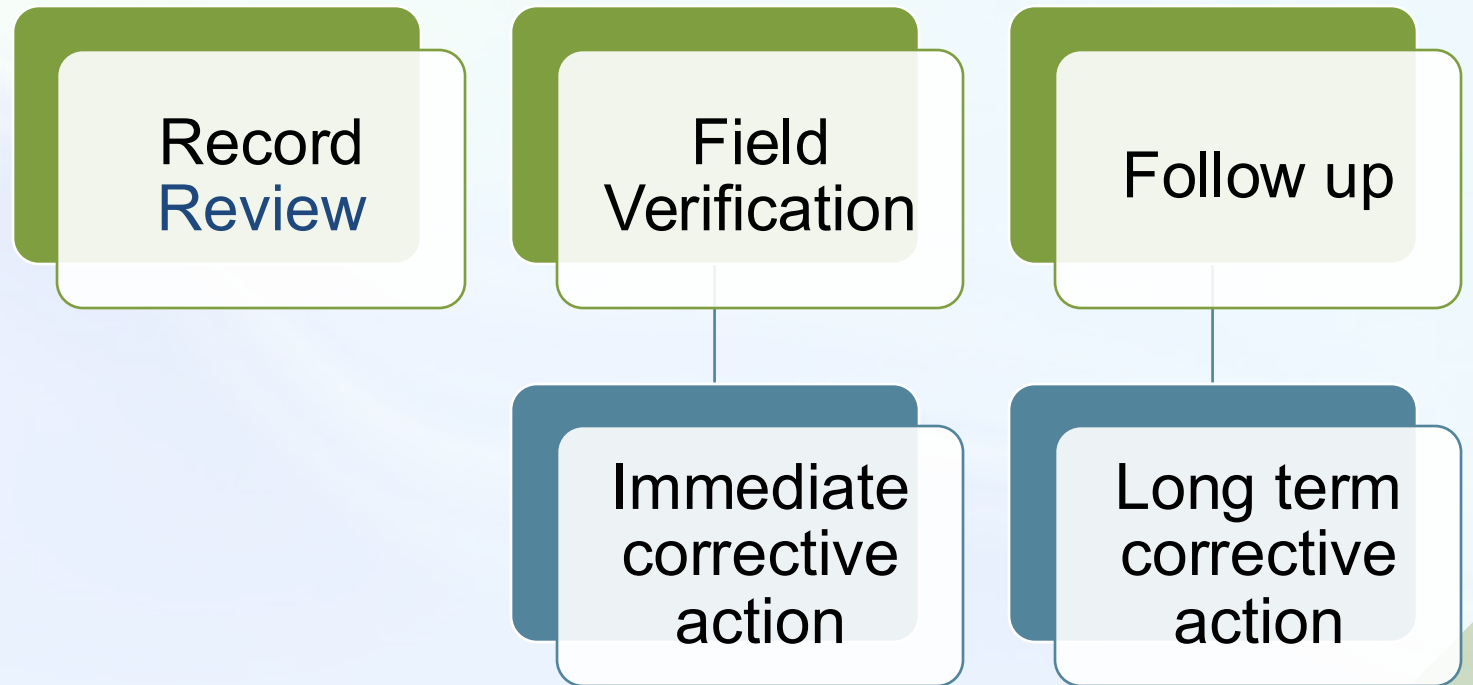 Record
Review
Field
Verification
Follow up
Immediate
corrective
action
Long term
corrective
action